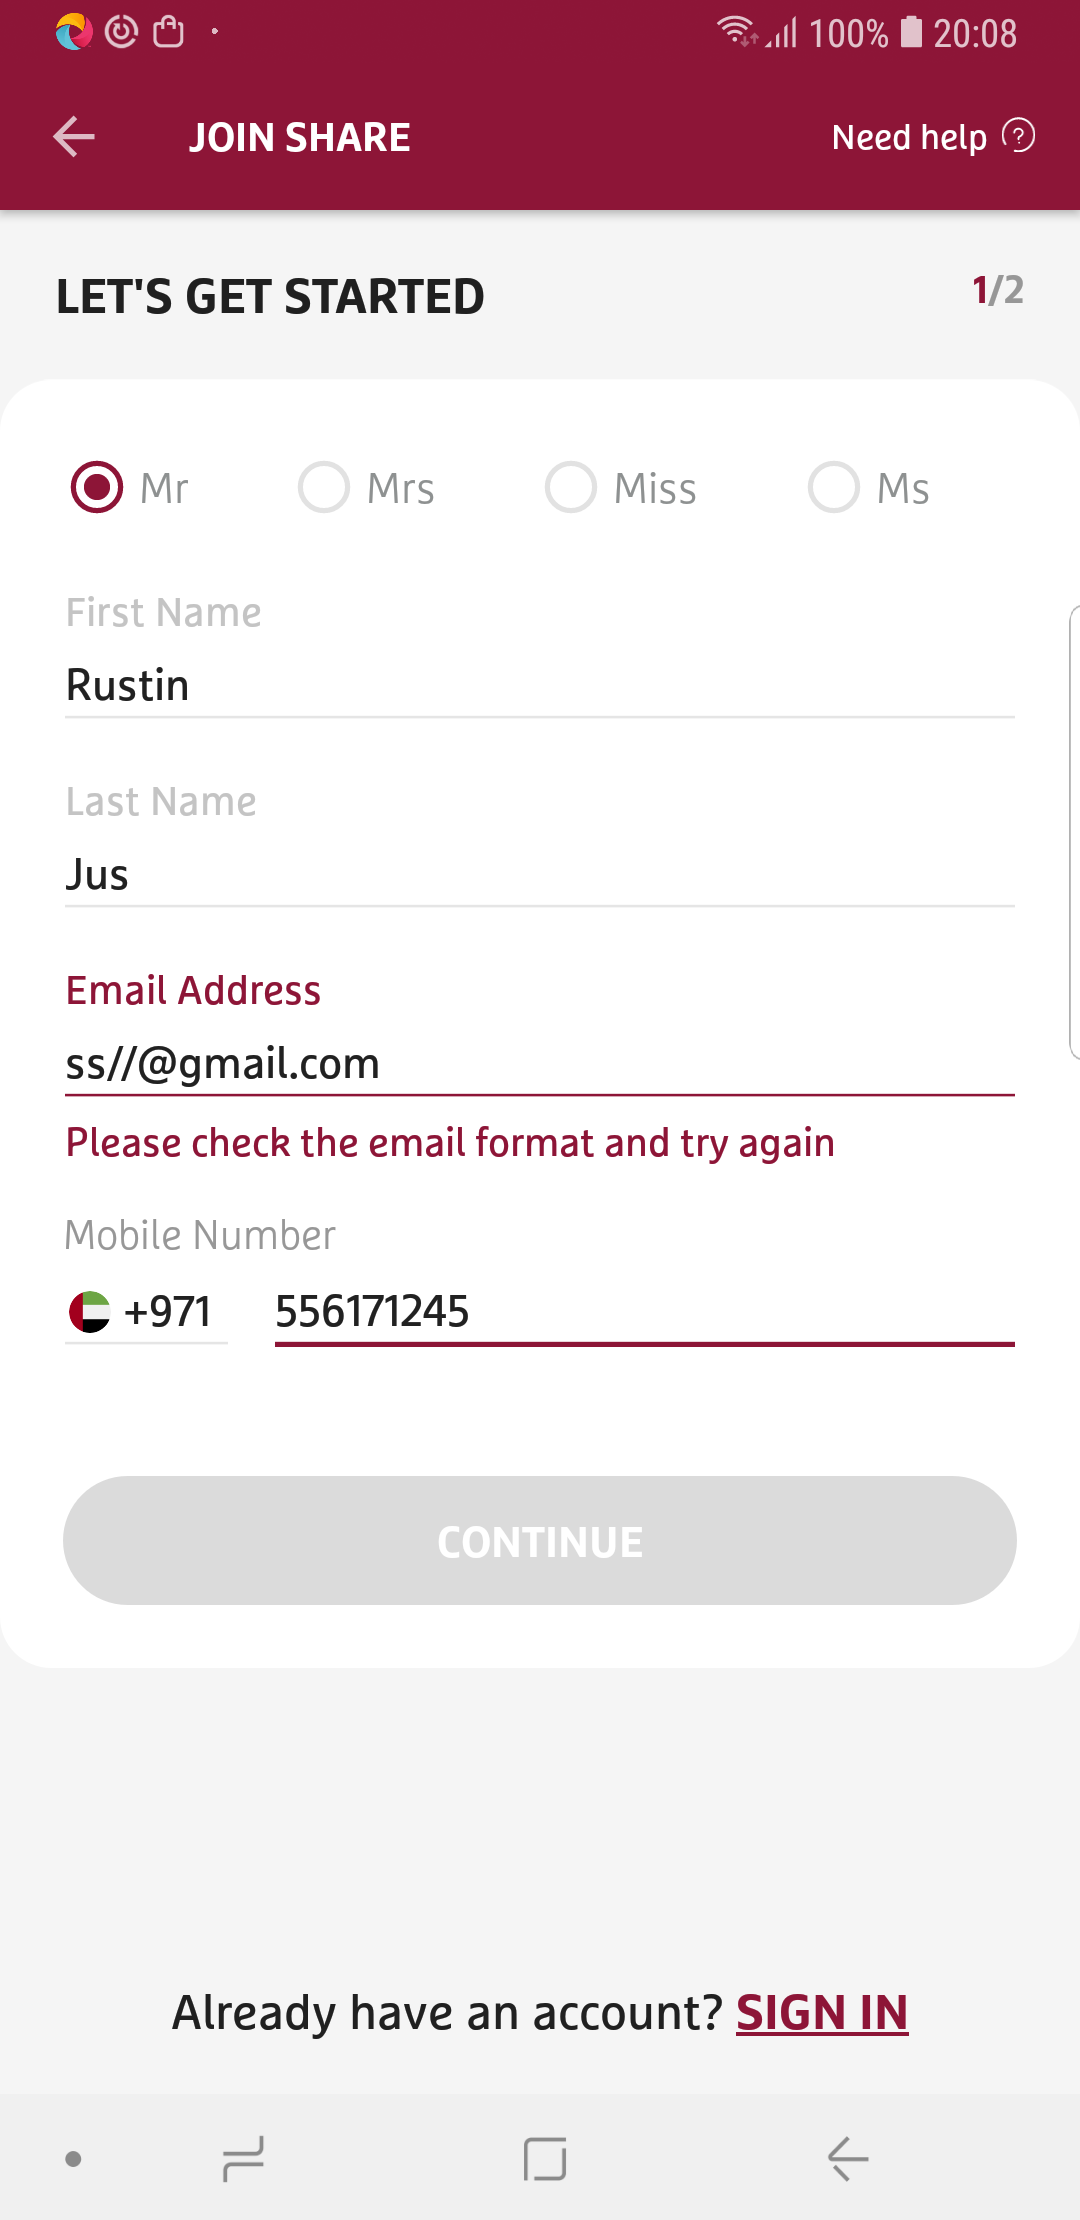 100% 20:08
JOIN SHARE Need help ?
LET'S GET STARTED 1/2
Mr Mrs Miss Ms
First Name
Rustin
Last Name
Jus
Email Address
ss//@gmail.com
Please check the email format and try again
Mobile Number
+971 556171245
CONTINUE
Already have an account? SIGN IN